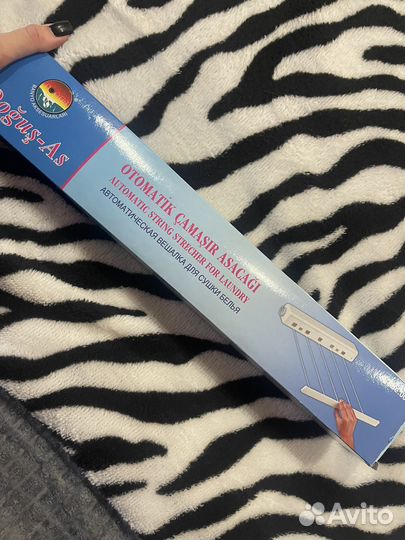 Doğuş-As
OTOMATİK ÇAMAŞIR ASACAĞI
AUTOMATIC STRING STRECHER FOR LAUNDRY
АВТОМАТИЧЕСКАЯ ВЕШАЛКА ДЛЯ СУШКИ БЕЛЬЯ
Avito